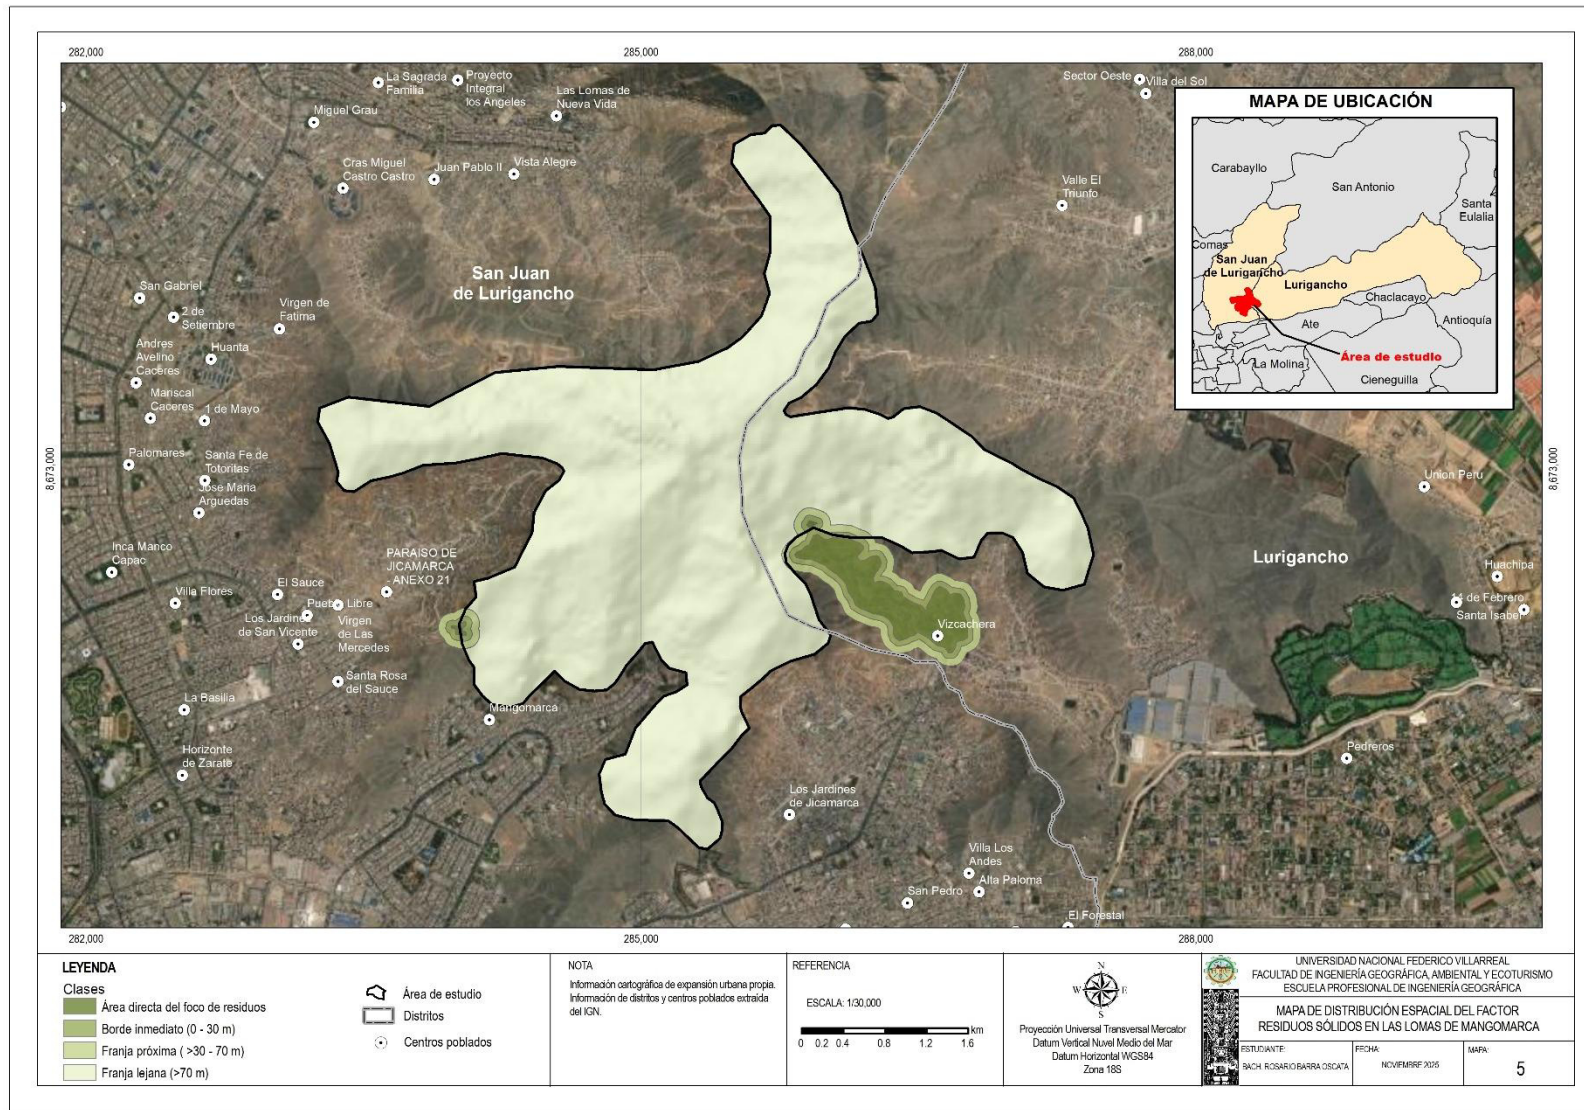 282,000
285,000
288,000
8,673,000
8,673,000
La Sagrada
Familia
Proyecto
Integral
los Angeles
Las Lomas de
Nueva Vida
Miguel Grau
Cras Miguel
Castro Castro
Juan Pablo II
Vista Alegre
Sector Oeste
Villa del Sol
Valle El
Triunfo
San Juan
de Lurigancho
San Gabriel
2 de
Setiembre
Virgen de
Fatima
Huanta
Andres
Avelino
Caceres
Mariscal
Caceres
1 de Mayo
Palomares
Santa Fe de
Totoritas
Jose Maria
Arguedas
Inca Manco
Capac
PARAISO DE
JICAMARCA
ANEXO 21
El Sauce
Villa Flores
Pueblo Libre
Los Jardines
de San Vicente
Virgen
de Las
Mercedes
Santa Rosa
del Sauce
La Basilia
Mangomarca
Horizonte
de Zarate
Vizcachera
Lurigancho
Union Peru
Huachipa
14 de Febrero
Santa Isabel
Pedreros
Los Jardines
de Jicamarca
Villa Los
Andes
Alta Paloma
San Pedro
El Forestal
MAPA DE UBICACIÓN
Carabayllo
San Antonio
Santa
Eulalia
Comas
San Juan
de Lurigancho
Lurigancho
Chaclacayo
Ate
Antioquía
La Molina
Área de estudio
Cieneguilla
282,000
285,000
288,000
LEYENDA
Clases
Área directa del foco de residuos
Borde inmediato (0 - 30 m)
Franja próxima ( >30 - 70 m)
Franja lejana (>70 m)
Área de estudio
Distritos
Centros poblados
NOTA
Información cartográfica de expansión urbana propia.
Información de distritos y centros poblados extraída
del IGN.
REFERENCIA
ESCALA: 1/30,000
km
0 0.2 0.4 0.8 1.2 1.6
N
W E
S
Proyección Universal Transversal Mercator
Datum Vertical Nuvel Medio del Mar
Datum Horizontal WGS84
Zona 18S
UNIVERSIDAD NACIONAL FEDERICO VILLARREAL
FACULTAD DE INGENIERÍA GEOGRÁFICA, AMBIENTAL Y ECOTURISMO
ESCUELA PROFESIONAL DE INGENIERÍA GEOGRÁFICA
MAPA DE DISTRIBUCIÓN ESPACIAL DEL FACTOR
RESIDUOS SÓLIDOS EN LAS LOMAS DE MANGOMARCA
ESTUDIANTE:
BACH. ROSARIO BARRA OSCATA
FECHA:
NOVIEMBRE 2025
MAPA:
5